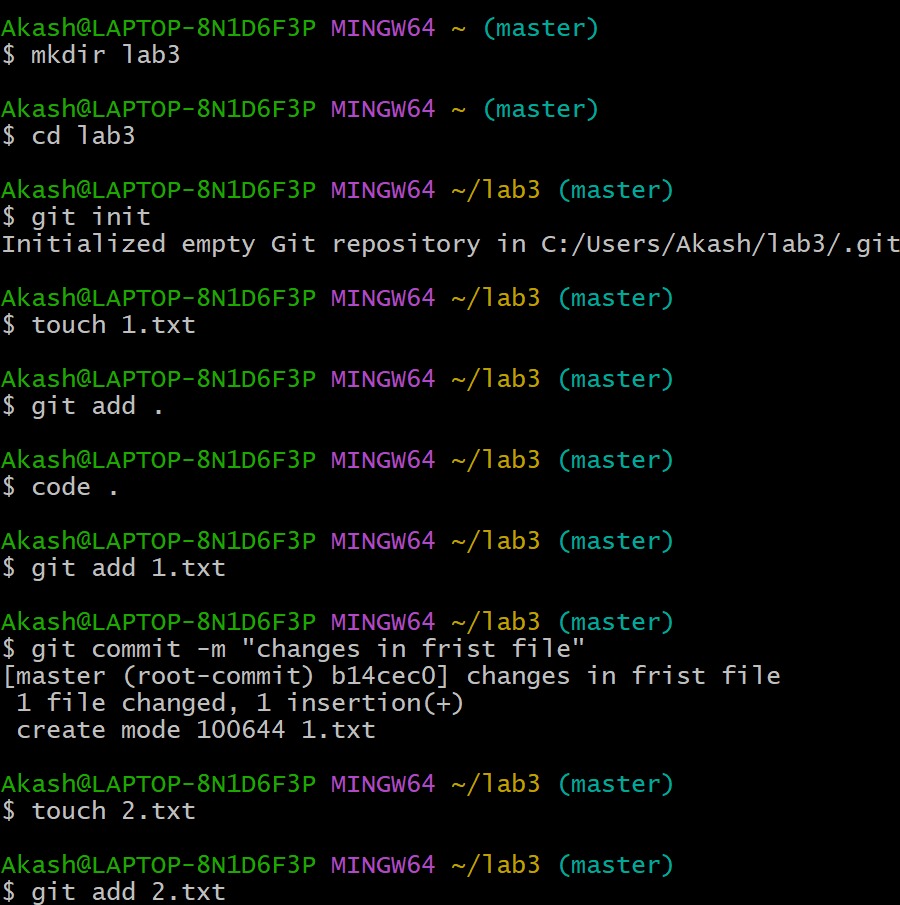 Akash@LAPTOP-8N1D6F3P MINGW64 ~ (master)
$ mkdir lab3
Akash@LAPTOP-8N1D6F3P MINGW64 ~ (master)
$ cd lab3
Akash@LAPTOP-8N1D6F3P MINGW64 ~/lab3 (master)
$ git init
Initialized empty Git repository in C:/Users/Akash/lab3/.git
Akash@LAPTOP-8N1D6F3P MINGW64 ~/lab3 (master)
$ touch 1.txt
Akash@LAPTOP-8N1D6F3P MINGW64 ~/lab3 (master)
$ git add .
Akash@LAPTOP-8N1D6F3P MINGW64 ~/lab3 (master)
$ code .
Akash@LAPTOP-8N1D6F3P MINGW64 ~/lab3 (master)
$ git add 1.txt
Akash@LAPTOP-8N1D6F3P MINGW64 ~/lab3 (master)
$ git commit -m "changes in frist file"
[master (root-commit) b14cec0] changes in frist file
1 file changed, 1 insertion(+)
create mode 100644 1.txt
Akash@LAPTOP-8N1D6F3P MINGW64 ~/lab3 (master)
$ touch 2.txt
Akash@LAPTOP-8N1D6F3P MINGW64 ~/lab3 (master)
$ git add 2.txt